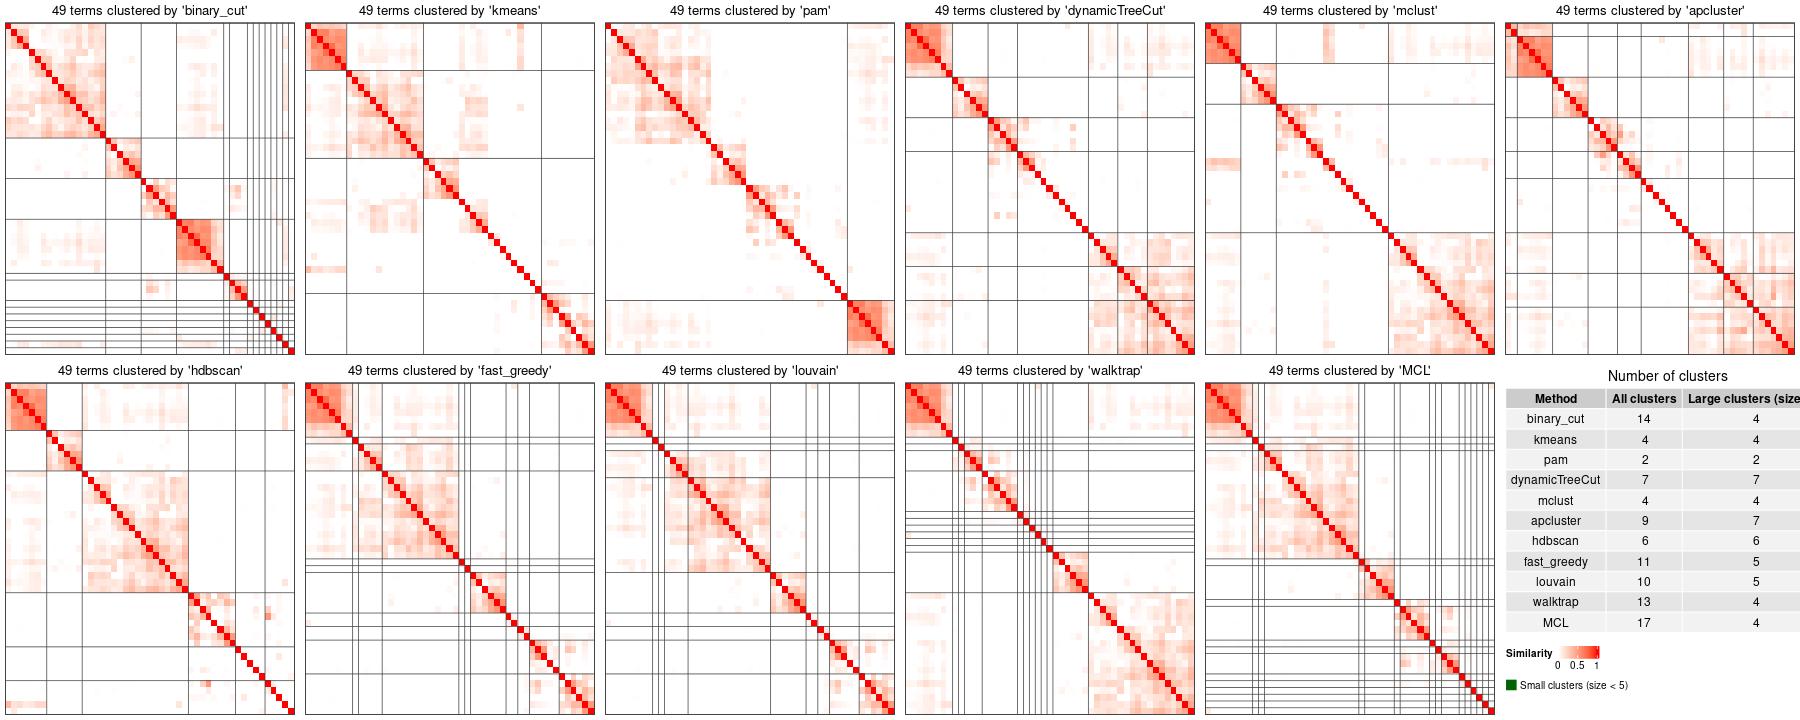 49 terms clustered by 'binary_cut'
49 terms clustered by 'kmeans'
49 terms clustered by 'pam'
49 terms clustered by 'dynamicTreeCut'
49 terms clustered by 'mclust'
49 terms clustered by 'apcluster'
49 terms clustered by 'hdbscan'
49 terms clustered by 'fast_greedy'
49 terms clustered by 'louvain'
49 terms clustered by 'walktrap'
49 terms clustered by 'MCL'
Number of clusters
Method All clusters Large clusters (size
binary_cut 14 4
kmeans 4 4
pam 2 2
dynamicTreeCut 7 7
mclust 4 4
apcluster 9 7
hdbscan 6 6
fast_greedy 11 5
louvain 10 5
walktrap 13 4
MCL 17 4
Similarity
0 0.5 1
Small clusters (size < 5)